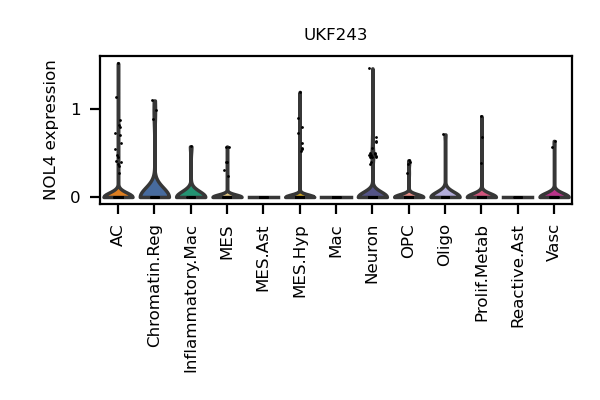 UKF243
NOL4 expression
1
0
AC
Chromatin.Reg
Inflammatory.Mac
MES
MES.Ast
MES.Hyp
Mac
Neuron
OPC
Oligo
Prolif.Metab
Reactive.Ast
Vasc